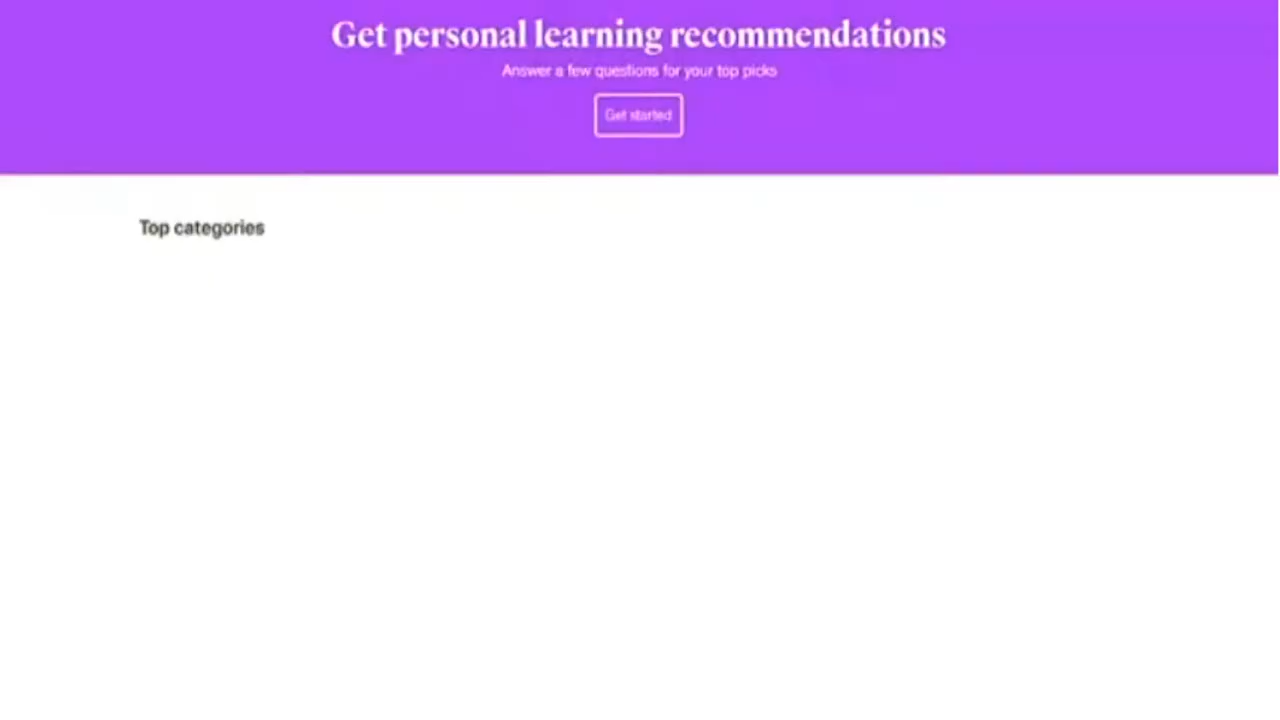 Get personal learning recommendations
Answer a few questions for your top picks
Get started
Top categories